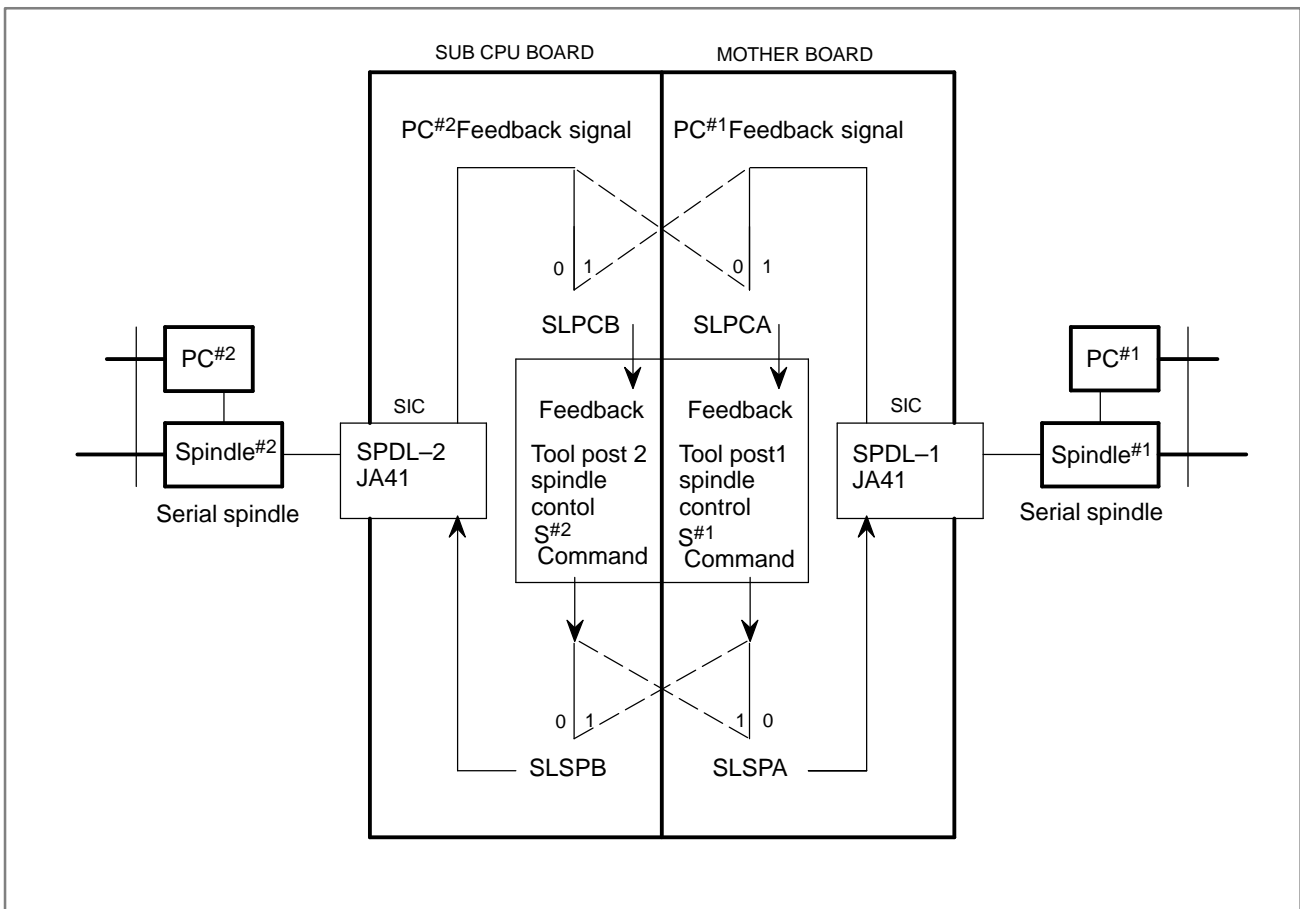 SUB CPU BOARD
MOTHER BOARD
PC#2Feedback signal
PC#1Feedback signal
0 1
0 1
SLPCB
SLPCA
PC#2
PC#1
SIC
SIC
Feedback
Feedback
Spindle#2
SPDL–2
JA41
Tool post 2
spindle
contol
S#2
Command
Tool post1
spindle
control
S#1
Command
SPDL–1
JA41
Spindle#1
Serial spindle
Serial spindle
0 1
1 0
SLSPB
SLSPA